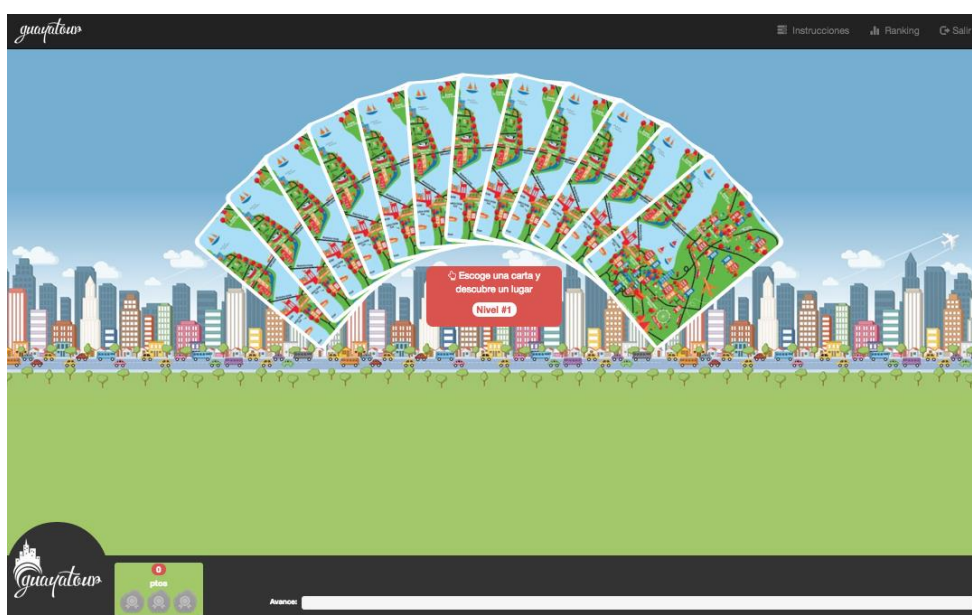 guayatour
Instrucciones
Ranking
Salir
Escoge una carta y
descubre un lugar
Nivel #1
guayatour
0
ptos
Avance: